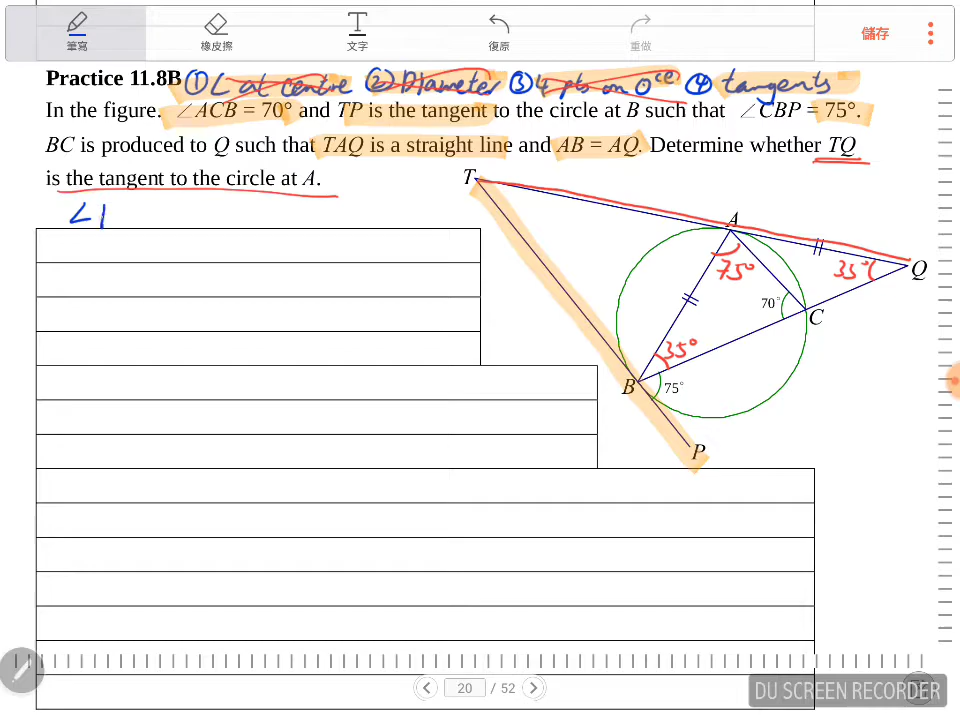 筆寫 橡皮擦 文字 復原 重做 儲存
Practice 11.8B ①∠ at centre ②Diameter ③4 pts on ⊙ce ④ tangents
In the figure. ∠ACB = 70° and TP is the tangent to the circle at B such that ∠CBP = 75°.
BC is produced to Q such that TAQ is a straight line and AB = AQ. Determine whether TQ
is the tangent to the circle at A.
T
∠1
A
75°
35°
Q
70°
C
35°
B
75°
P
20 / 52
DU SCREEN RECORDER